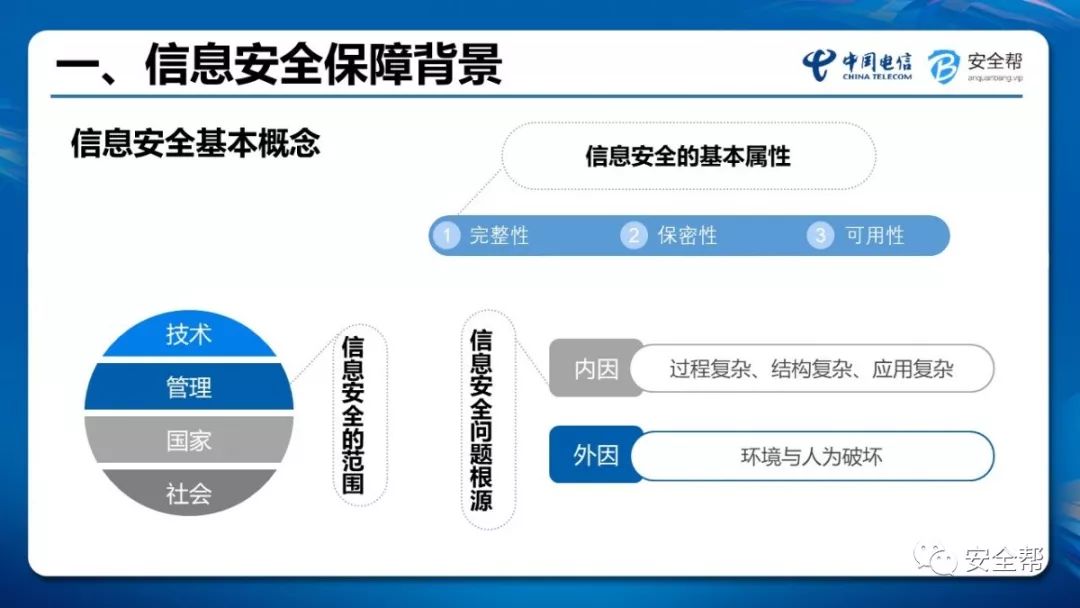 一、信息安全保障背景
中国电信
CHINA TELECOM
安全帮
anquanbang.vip
信息安全基本概念
信息安全的基本属性
1 完整性
2 保密性
3 可用性
技术
管理
国家
社会
信息安全的范围
信息安全问题根源
内因
过程复杂、结构复杂、应用复杂
外因
环境与人为破坏
安全帮